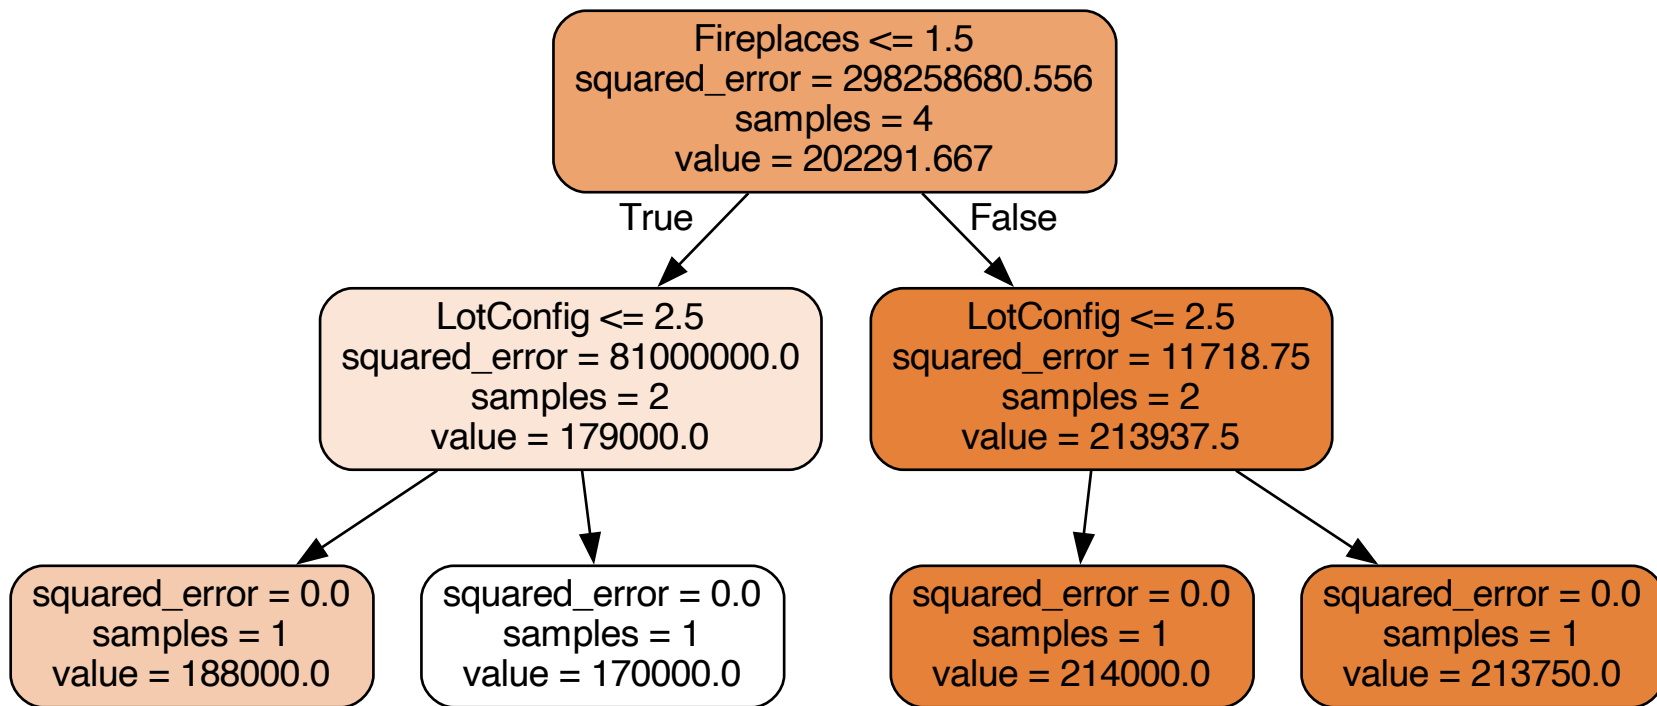 Fireplaces <= 1.5
squared_error = 298258680.556
samples = 4
value = 202291.667
True
False
LotConfig <= 2.5
squared_error = 81000000.0
samples = 2
value = 179000.0
LotConfig <= 2.5
squared_error = 11718.75
samples = 2
value = 213937.5
squared_error = 0.0
samples = 1
value = 188000.0
squared_error = 0.0
samples = 1
value = 170000.0
squared_error = 0.0
samples = 1
value = 214000.0
squared_error = 0.0
samples = 1
value = 213750.0